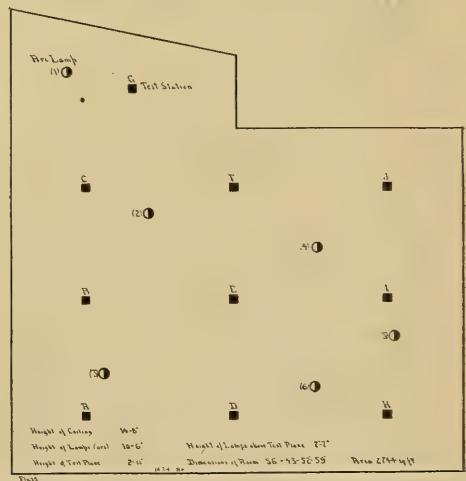 Arc Lamp
(1)
G
Test Station
C
F
J
(2)
(4)
B
E
I
(5)
(3)
(6)
A
D
H
Height of Ceiling 14-8"
Height of Lamps (arc) 10-6"
Height of Lamps above Test Plane 7'-7"
Height of Test Plane 2-11"
Dimensions of Room 56-43-52-55
Area 2744 sq ft